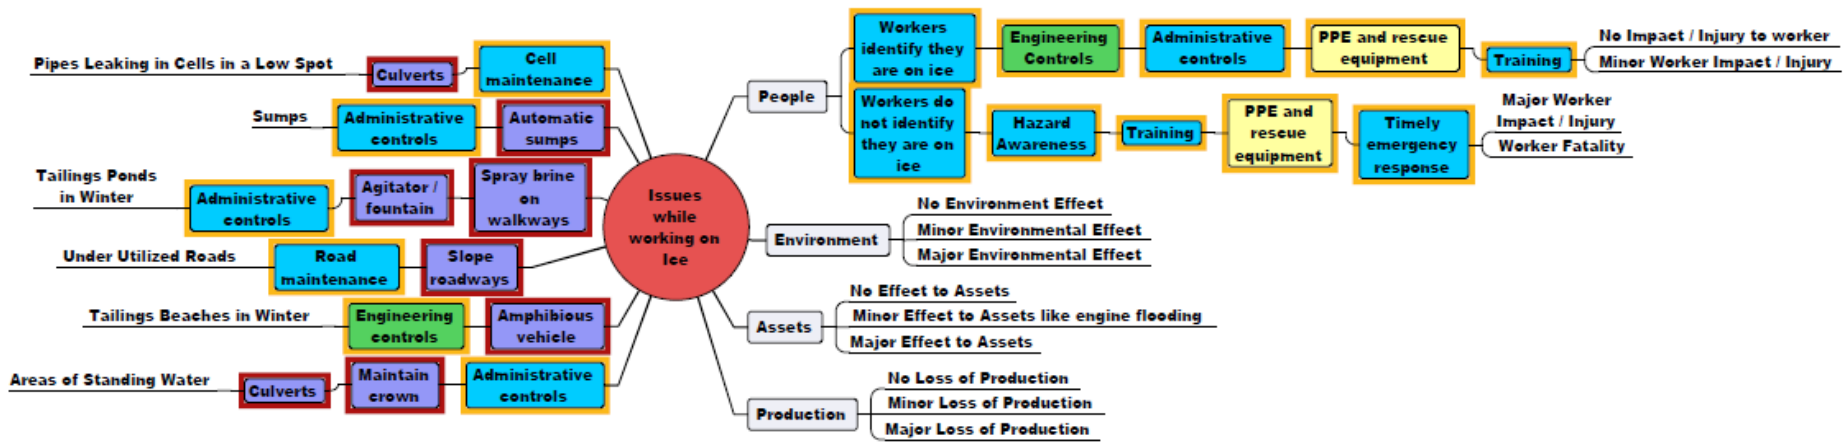 Pipes Leaking in Cells in a Low Spot
Culverts
Cell
maintenance
Sumps
Administrative
controls
Automatic
sumps
Tailings Ponds
in Winter
Administrative
controls
Agitator /
fountain
Spray brine
on
walkways
Under Utilized Roads
Road
maintenance
Slope
roadways
Tailings Beaches in Winter
Engineering
controls
Amphibious
vehicle
Areas of Standing Water
Culverts
Maintain
crown
Administrative
controls
Issues
while
working on
Ice
People
Workers
identify they
are on ice
Engineering
Controls
Administrative
controls
PPE and rescue
equipment
Training
No Impact / Injury to worker
Minor Worker Impact / Injury
Workers do
not identify
they are on
ice
Hazard
Awareness
Training
PPE and
rescue
equipment
Timely
emergency
response
Major Worker
Impact / Injury
Worker Fatality
Environment
No Environment Effect
Minor Environmental Effect
Major Environmental Effect
Assets
No Effect to Assets
Minor Effect to Assets like engine flooding
Major Effect to Assets
Production
No Loss of Production
Minor Loss of Production
Major Loss of Production